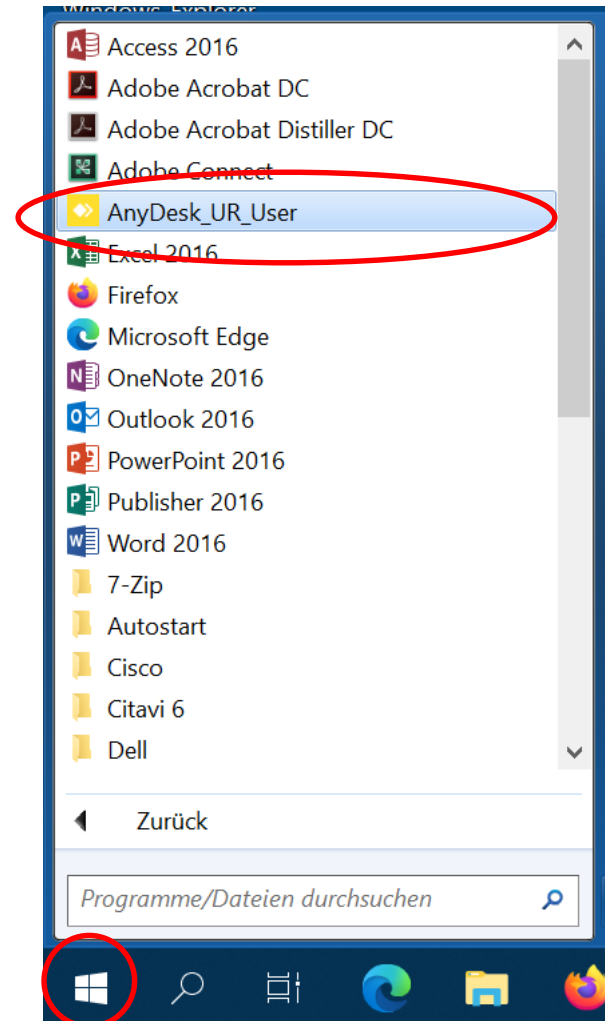 Windows Explorer
Access 2016
Adobe Acrobat DC
Adobe Acrobat Distiller DC
Adobe Connect
AnyDesk_UR_User
Excel 2016
Firefox
Microsoft Edge
OneNote 2016
Outlook 2016
PowerPoint 2016
Publisher 2016
Word 2016
7-Zip
Autostart
Cisco
Citavi 6
Dell
Zurück
Programme/Dateien durchsuchen